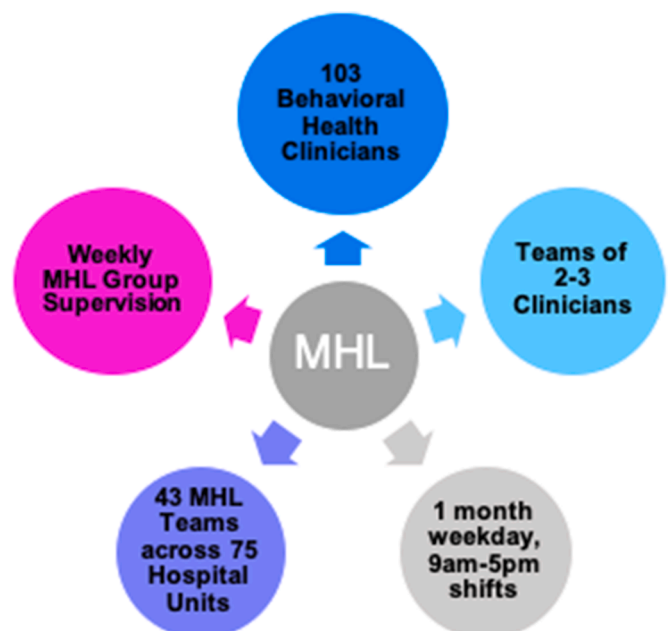 103
Behavioral
Health
Clinicians
Weekly
MHL Group
Supervision
Teams of
2-3
Clinicians
MHL
43 MHL
Teams
across 75
Hospital
Units
1 month
weekday,
9am-5pm
shifts